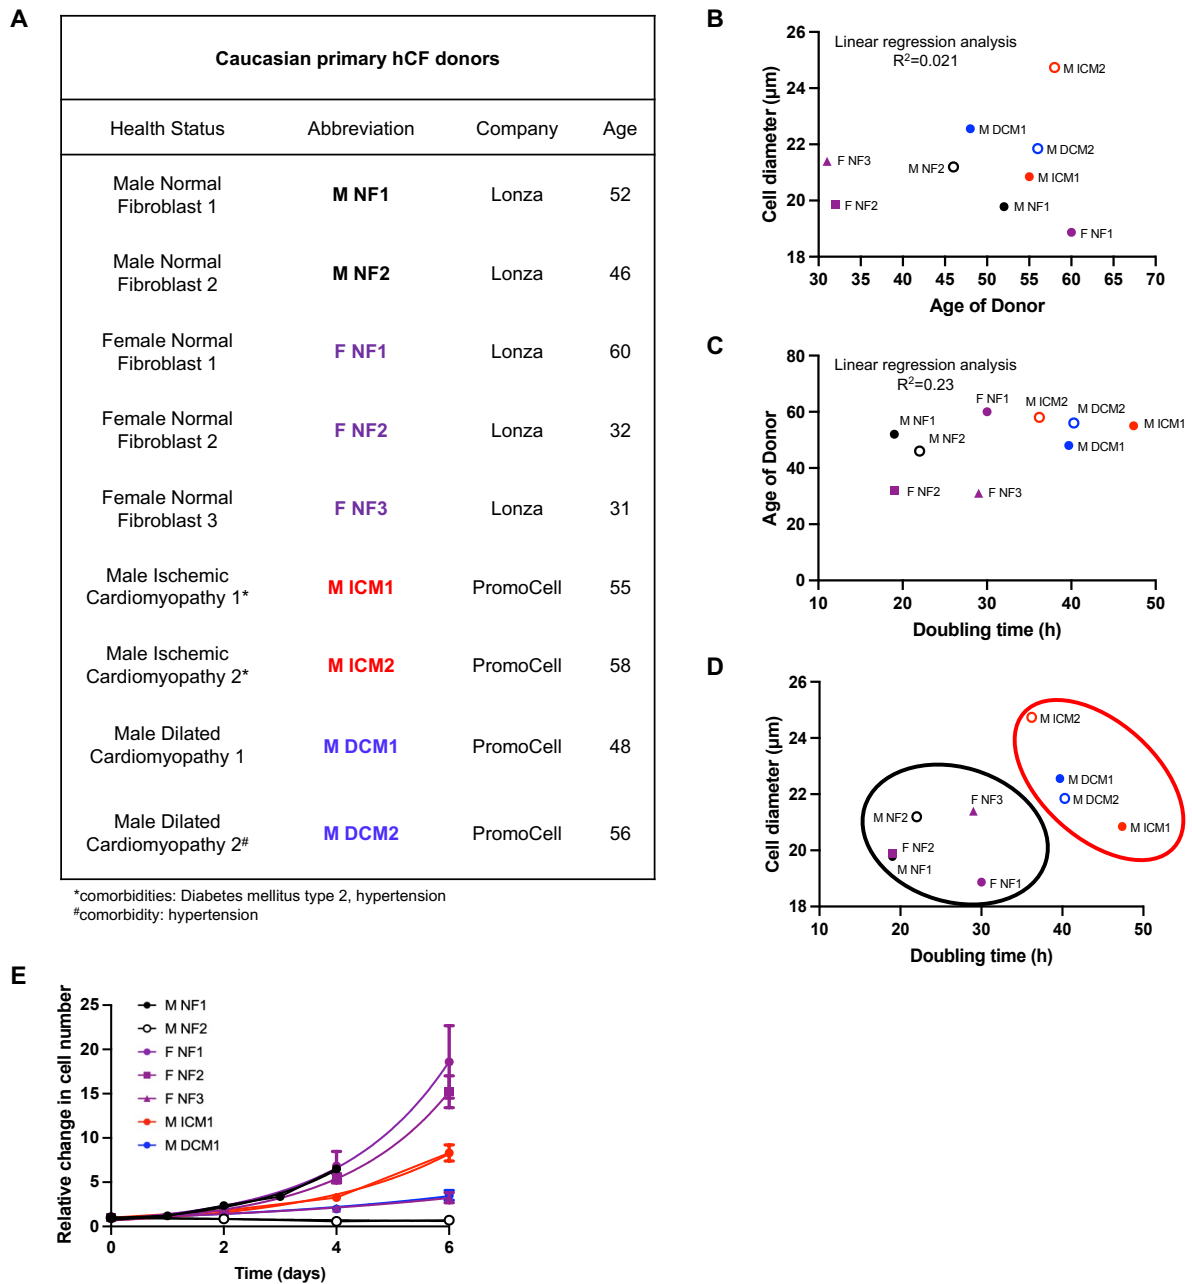 A
Caucasian primary hCF donors
Health Status Abbreviation Company Age
Male Normal
Fibroblast 1
M NF1 Lonza 52
Male Normal
Fibroblast 2
M NF2 Lonza 46
Female Normal
Fibroblast 1
F NF1 Lonza 60
Female Normal
Fibroblast 2
F NF2 Lonza 32
Female Normal
Fibroblast 3
F NF3 Lonza 31
Male Ischemic
Cardiomyopathy 1*
M ICM1 PromoCell 55
Male Ischemic
Cardiomyopathy 2*
M ICM2 PromoCell 58
Male Dilated
Cardiomyopathy 1
M DCM1 PromoCell 48
Male Dilated
Cardiomyopathy 2#
M DCM2 PromoCell 56
*comorbidities: Diabetes mellitus type 2, hypertension
#comorbidity: hypertension
B
Linear regression analysis
R²=0.021
Cell diameter (μm)
26
24
22
20
18
M ICM2
M DCM1
M DCM2
F NF3
M NF2
M ICM1
F NF2
M NF1
F NF1
30 35 40 45 50 55 60 65 70
Age of Donor
C
Linear regression analysis
R²=0.23
Age of Donor
80
60
40
20
0
F NF1
M ICM2
M DCM2
M NF1
M ICM1
M NF2
M DCM1
F NF2
F NF3
10 20 30 40 50
Doubling time (h)
D
Cell diameter (μm)
26
24
22
20
18
M ICM2
M DCM1
M DCM2
F NF3
M NF2
M ICM1
F NF2
M NF1
F NF1
10 20 30 40 50
Doubling time (h)
E
Relative change in cell number
25
20
15
10
5
0
M NF1
M NF2
F NF1
F NF2
F NF3
M ICM1
M DCM1
0 2 4 6
Time (days)